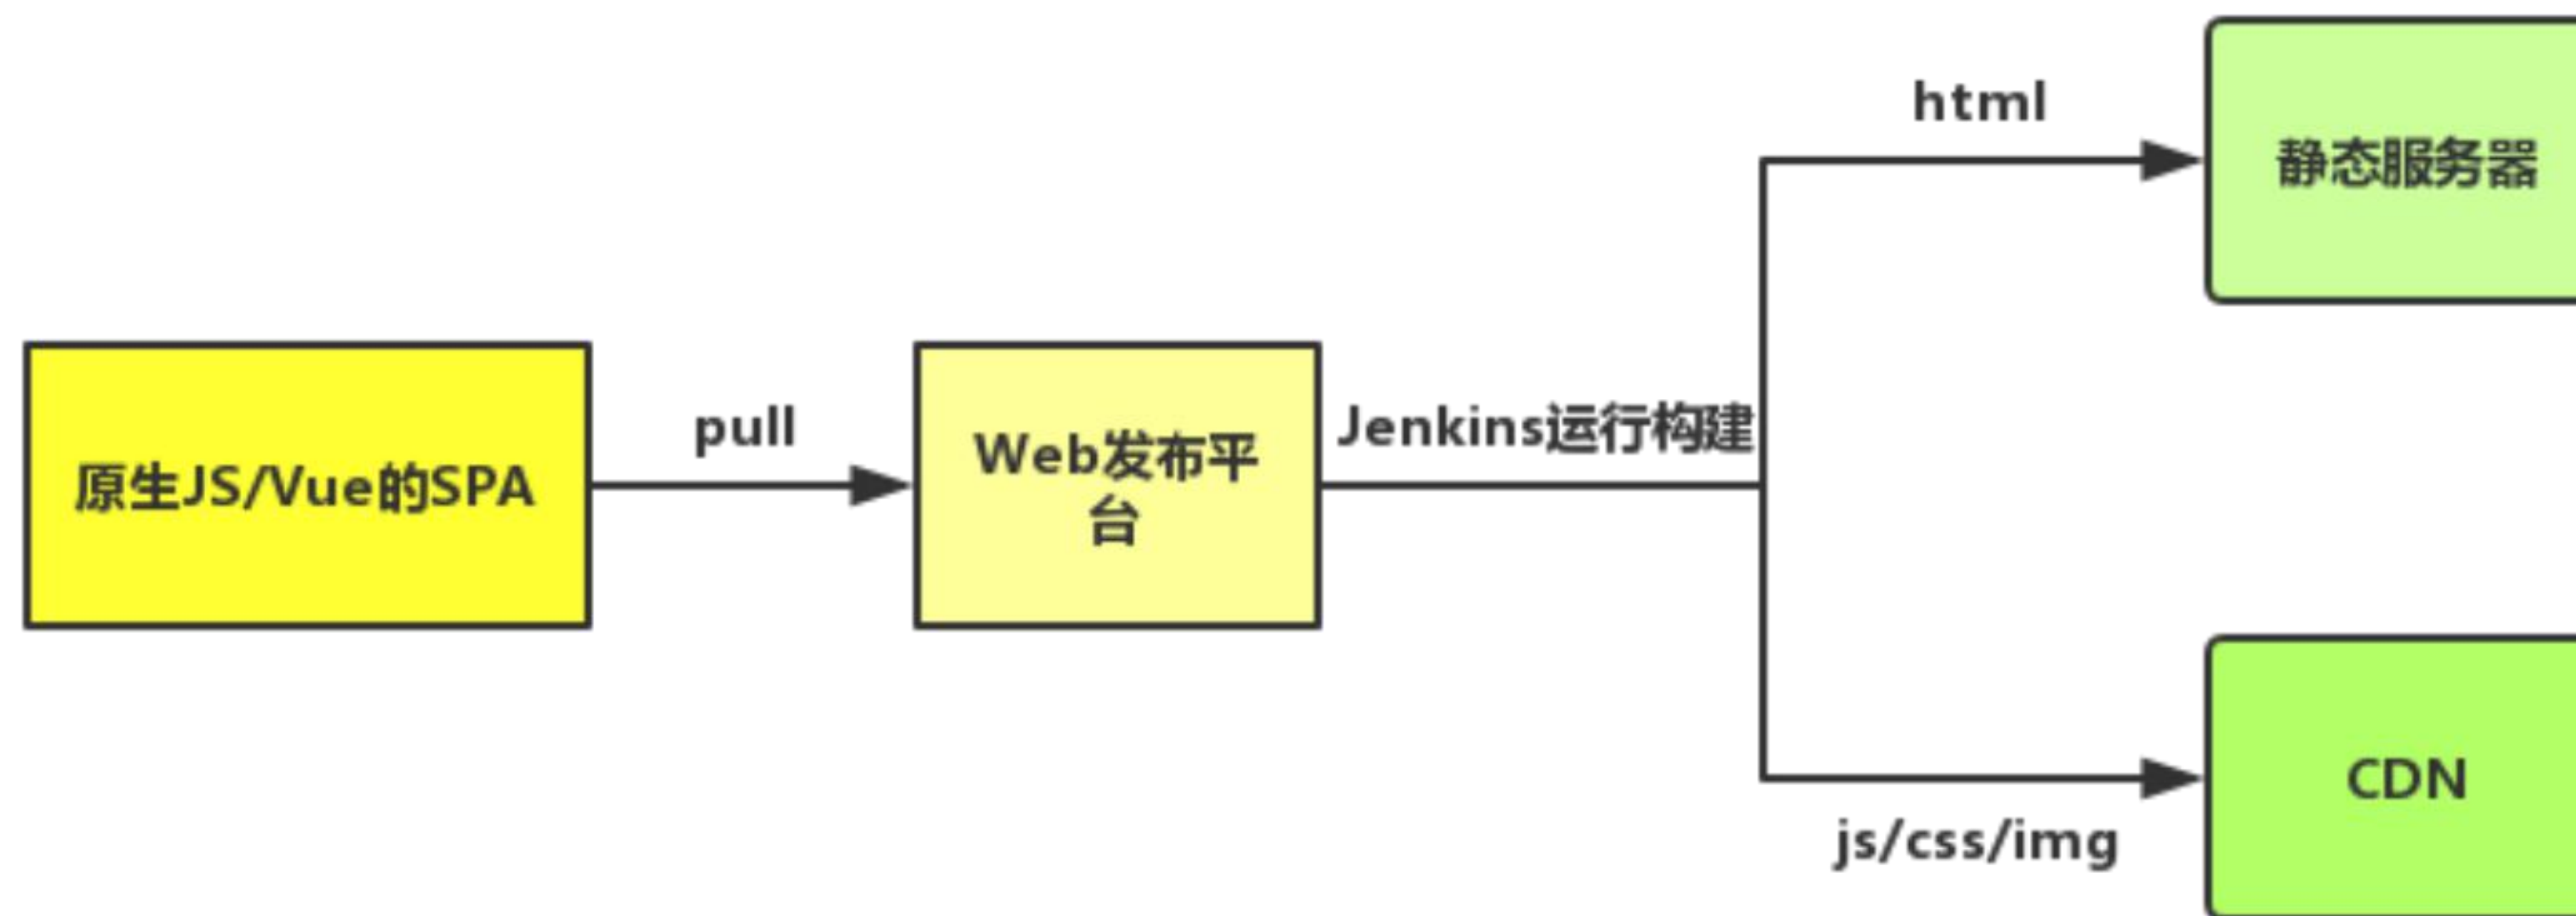 html
静态服务器
原生JS/Vue的SPA
pull
Web发布平
台
Jenkins运行构建
CDN
js/css/img